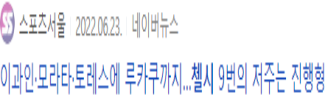 스포츠서울 2022.06.23. 네이버뉴스
이과인·모라타·토레스에 루카쿠까지...첼시 9번의 저주는 진행형